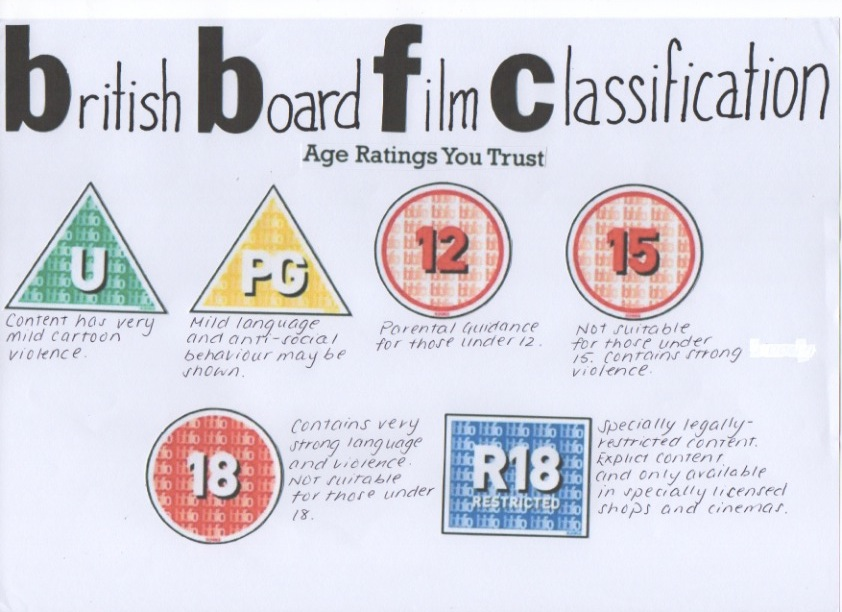 british board film classification
Age Ratings You Trust
U
PG
12
15
Content has very
mild cartoon
violence.
Mild language
and anti-social
behaviour may be
shown.
Parental Guidance
for those under 12.
Not suitable
for those under
15. Contains strong
violence.
18
Contains very
strong language
and violence.
Not suitable
for those under
18.
R18
RESTRICTED
Specially legally-
restricted content.
Explict content
and only available
in specially licensed
shops and cinemas.